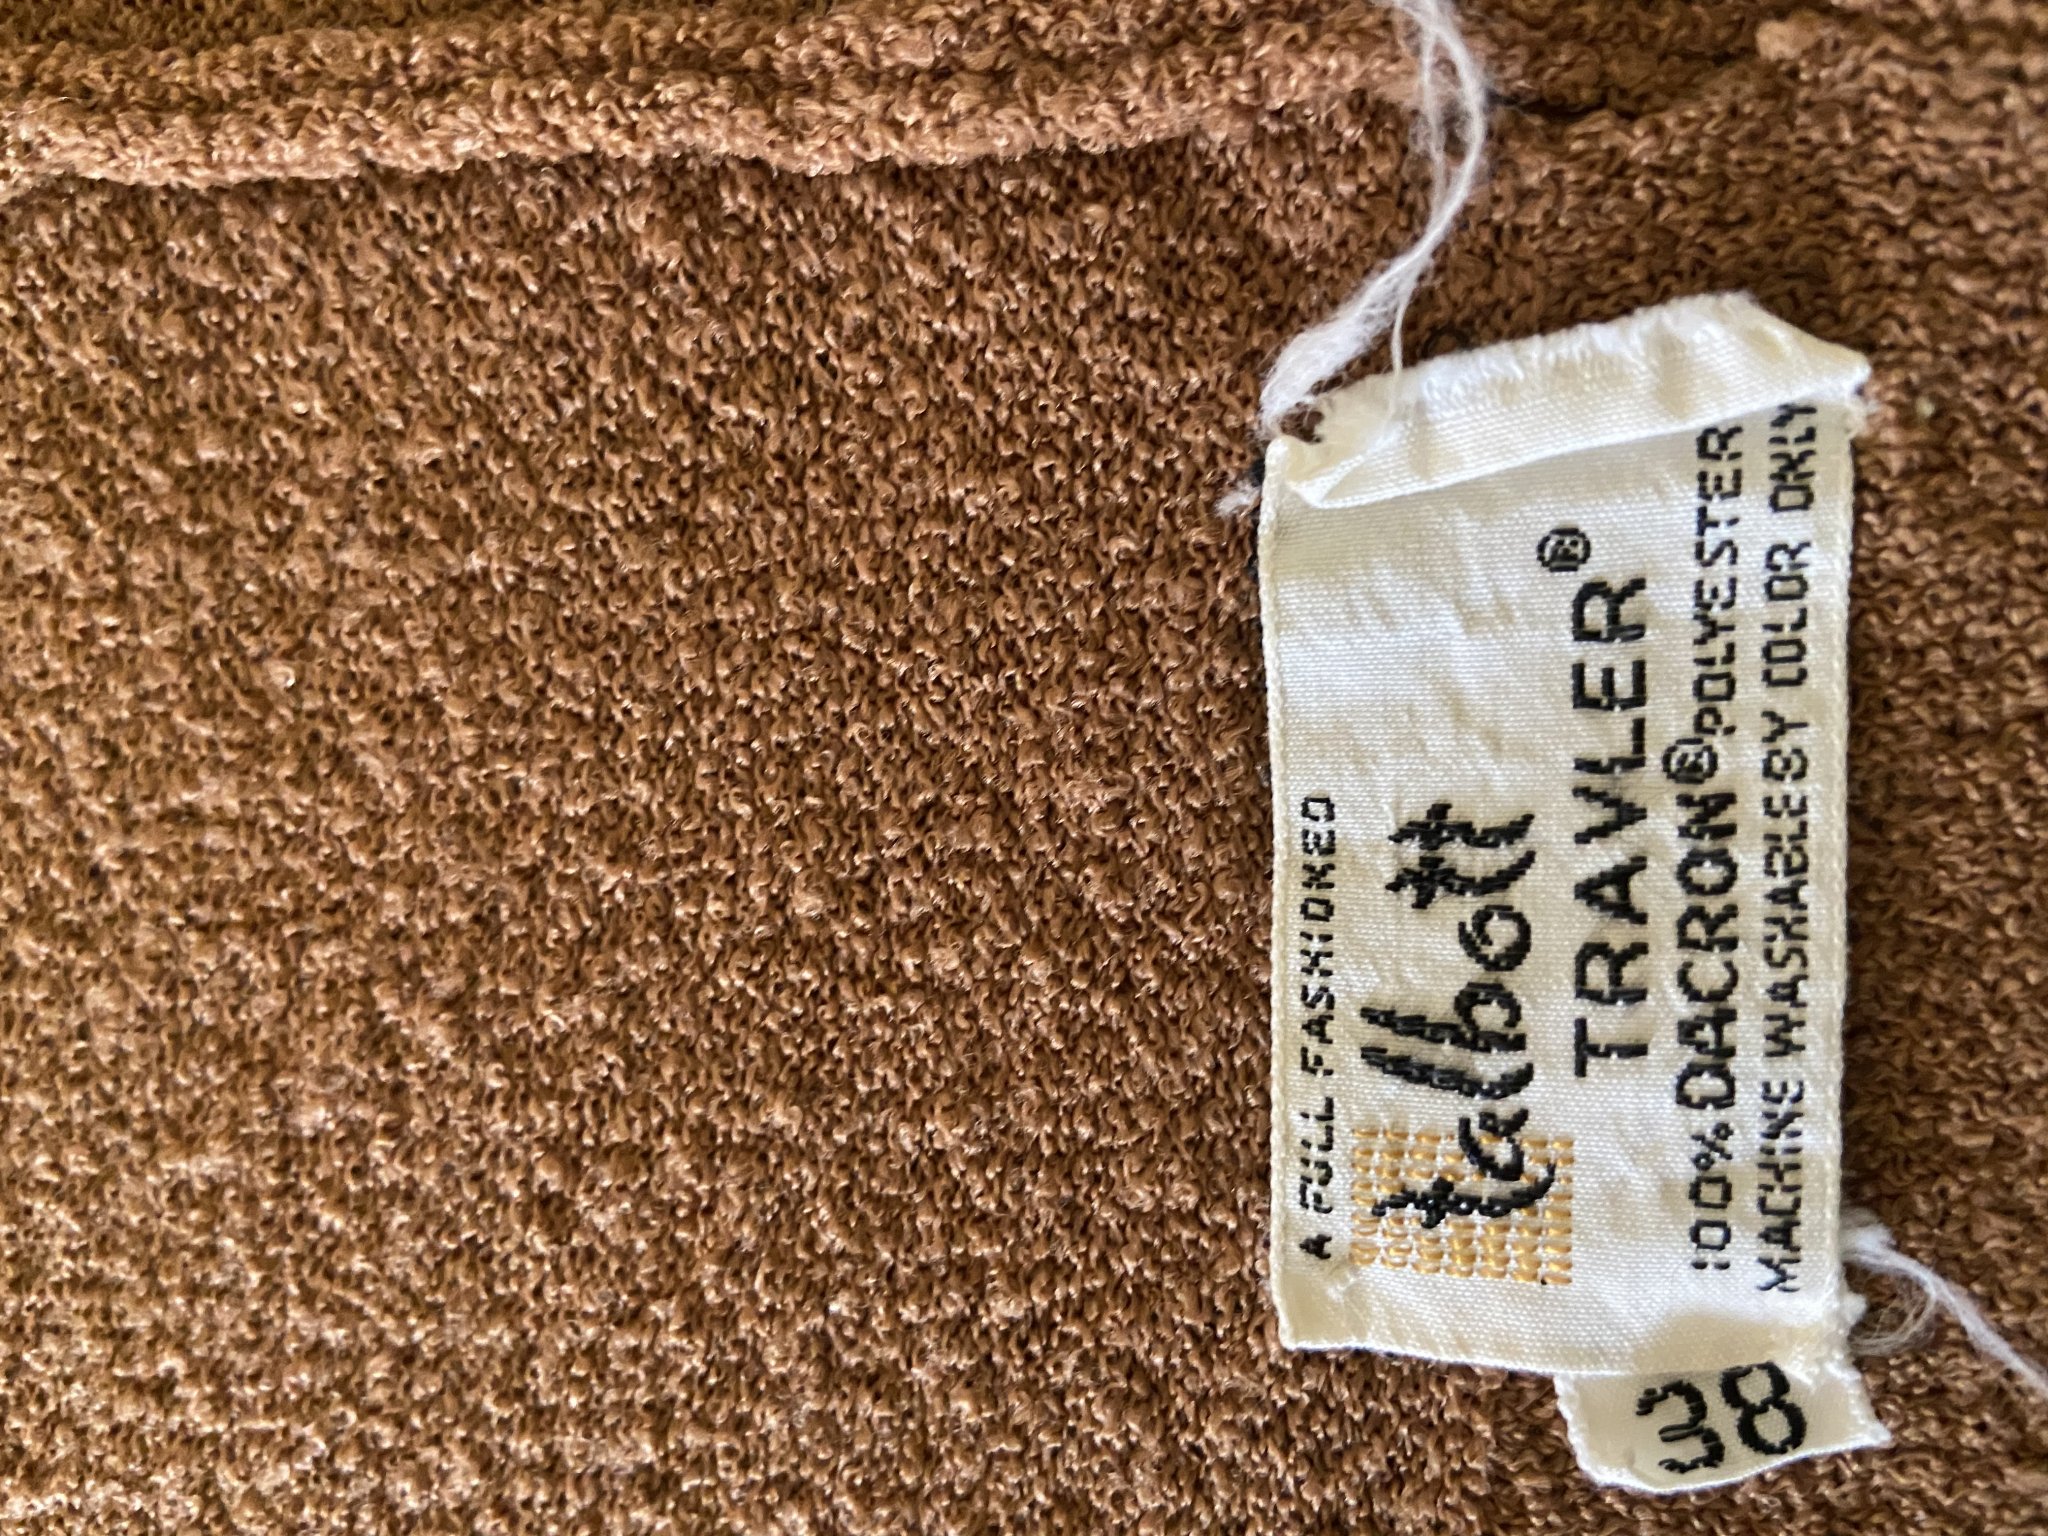 A FULL FASHIONED
talbott
TRAVLER®
100% DACRON® POLYESTER
MACHINE WASHABLE BY COLOR ONLY
38